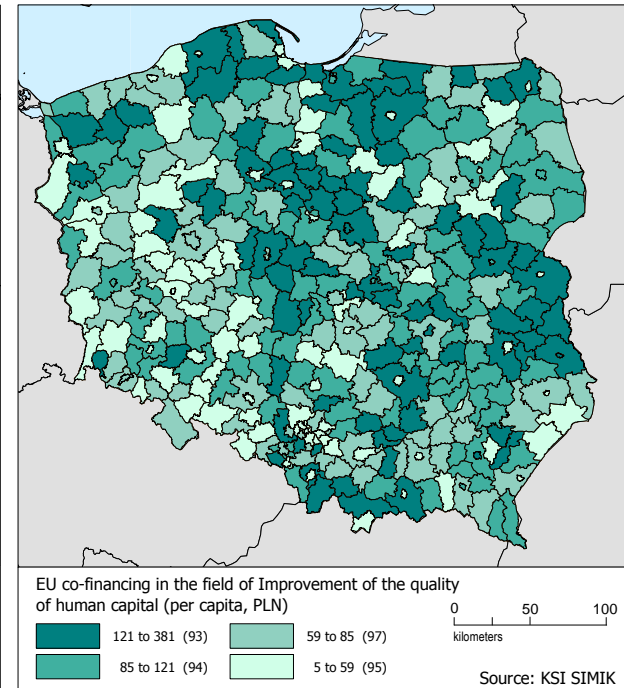 EU co-financing in the field of Improvement of the quality
of human capital (per capita, PLN)
121 to 381 (93)
59 to 85 (97)
85 to 121 (94)
5 to 59 (95)
0 50 100
kilometers
Source: KSI SIMIK